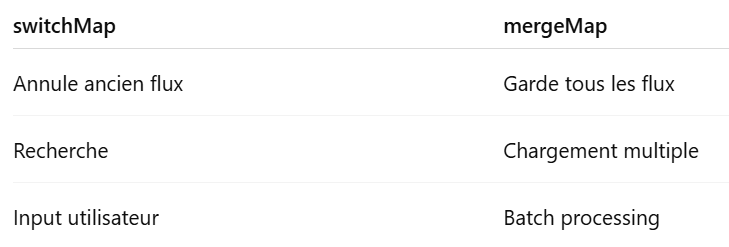 switchMap mergeMap
Annule ancien flux Garde tous les flux
Recherche Chargement multiple
Input utilisateur Batch processing